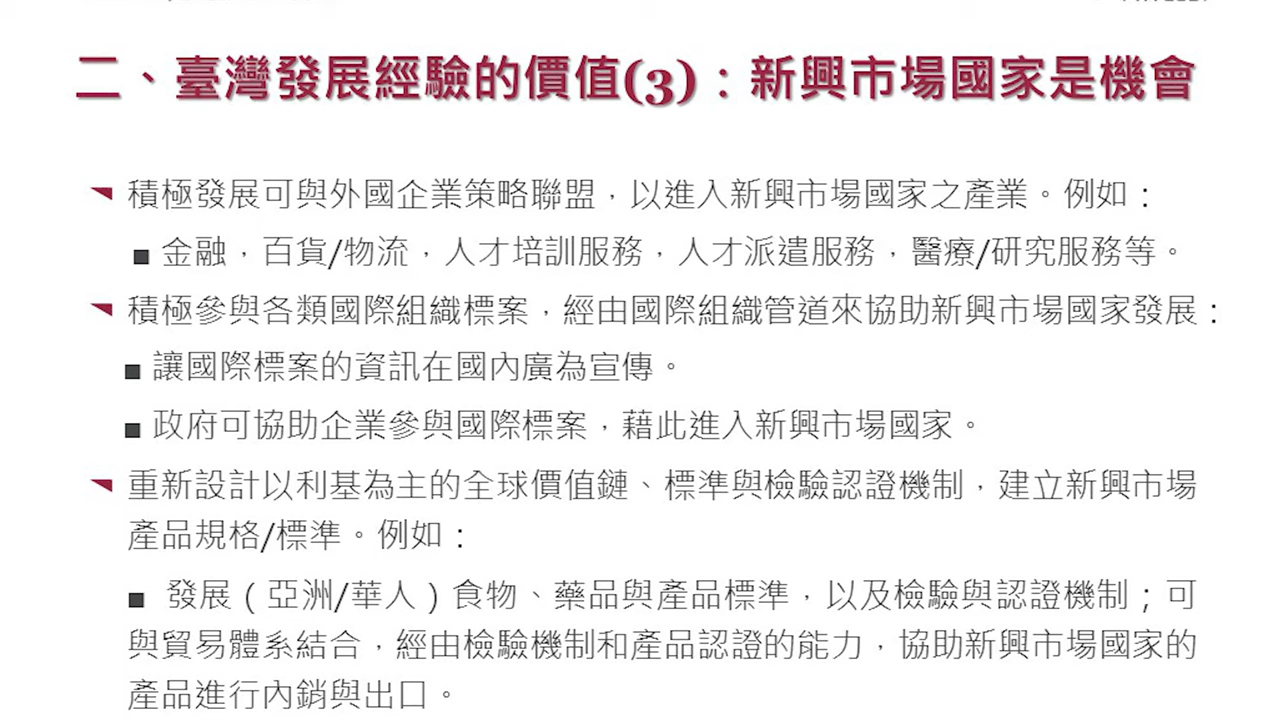 二、臺灣發展經驗的價值(3)：新興市場國家是機會
積極發展可與外國企業策略聯盟，以進入新興市場國家之產業。例如：
■ 金融，百貨/物流，人才培訓服務，人才派遣服務，醫療/研究服務等。
積極參與各類國際組織標案，經由國際組織管道來協助新興市場國家發展：
■ 讓國際標案的資訊在國內廣為宣傳。
■ 政府可協助企業參與國際標案，藉此進入新興市場國家。
重新設計以利基為主的全球價值鏈、標準與檢驗認證機制，建立新興市場
產品規格/標準。例如：
■ 發展（亞洲/華人）食物、藥品與產品標準，以及檢驗與認證機制；可
與貿易體系結合，經由檢驗機制和產品認證的能力，協助新興市場國家的
產品進行內銷與出口。